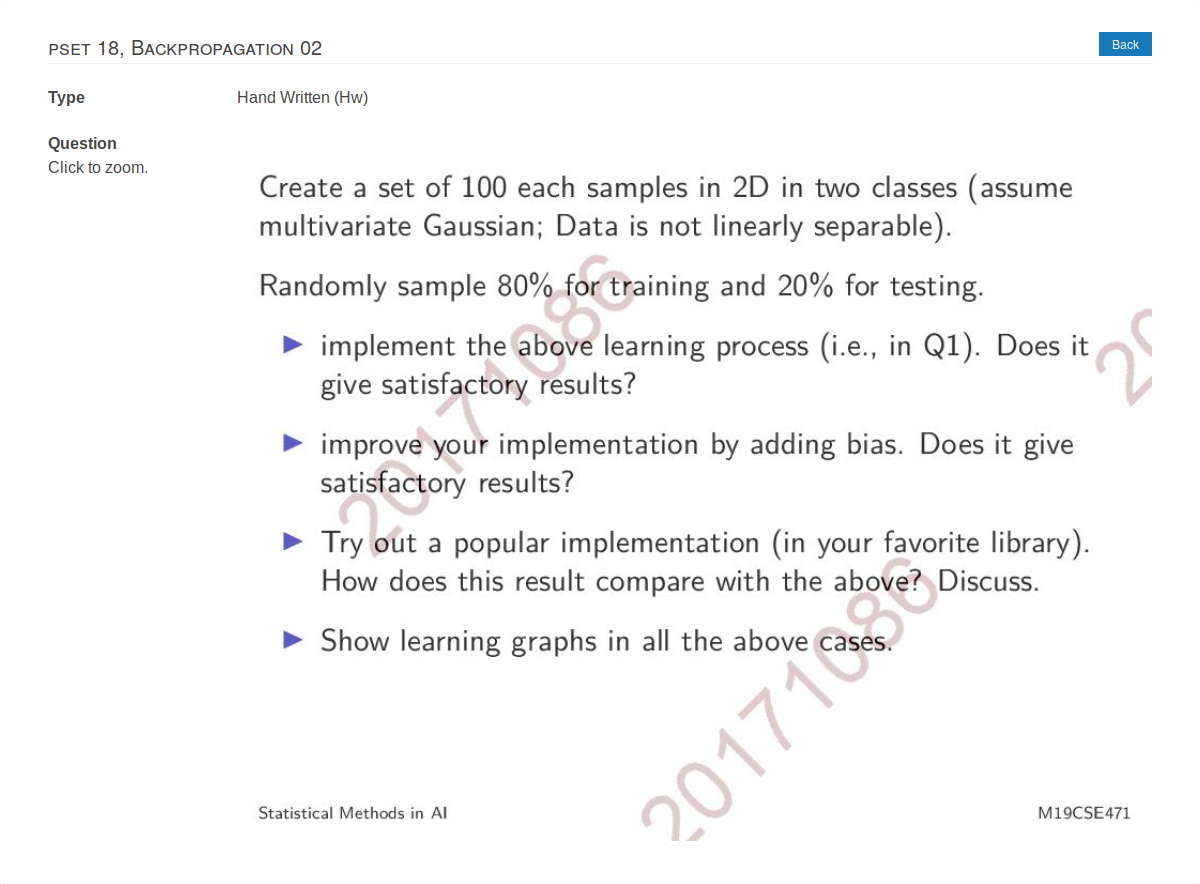 PSET 18, BACKPROPAGATION 02
Back
Type
Hand Written (Hw)
Question
Click to zoom.
Create a set of 100 each samples in 2D in two classes (assume
multivariate Gaussian; Data is not linearly separable).
Randomly sample 80% for training and 20% for testing.
▶ implement the above learning process (i.e., in Q1). Does it
give satisfactory results?
▶ improve your implementation by adding bias. Does it give
satisfactory results?
▶ Try out a popular implementation (in your favorite library).
How does this result compare with the above? Discuss.
▶ Show learning graphs in all the above cases.
20171086
20171086
20
Statistical Methods in AI
M19CSE471